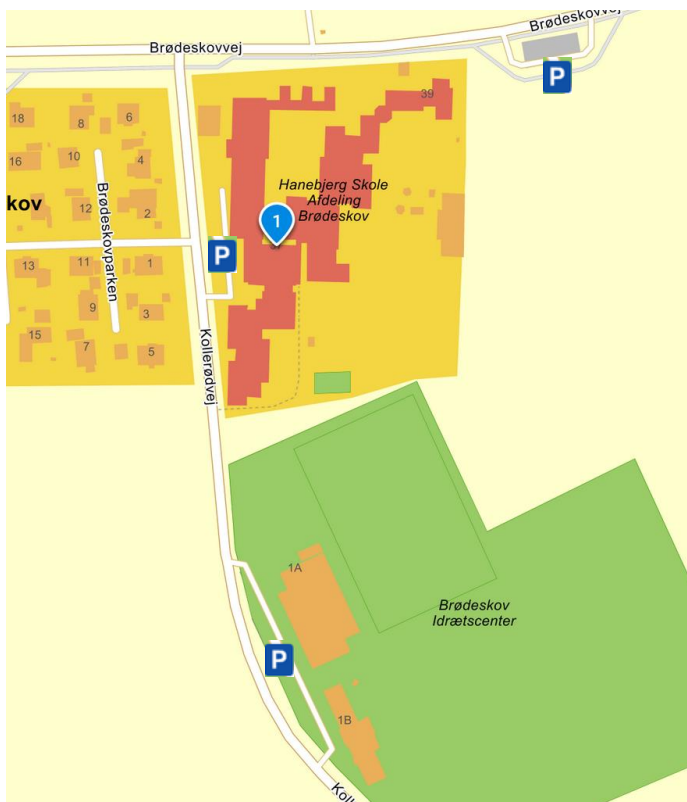 Brødeskovvej
Brødeskovvej
P
39
18
8
6
16
10
4
Hanebjerg Skole
Afdeling
Brødeskov
kov
12
2
Brødeskovparken
1
P
13
11
1
9
3
15
7
5
Kollerødvej
1A
Brødeskov
Idrætscenter
P
1B
Koll